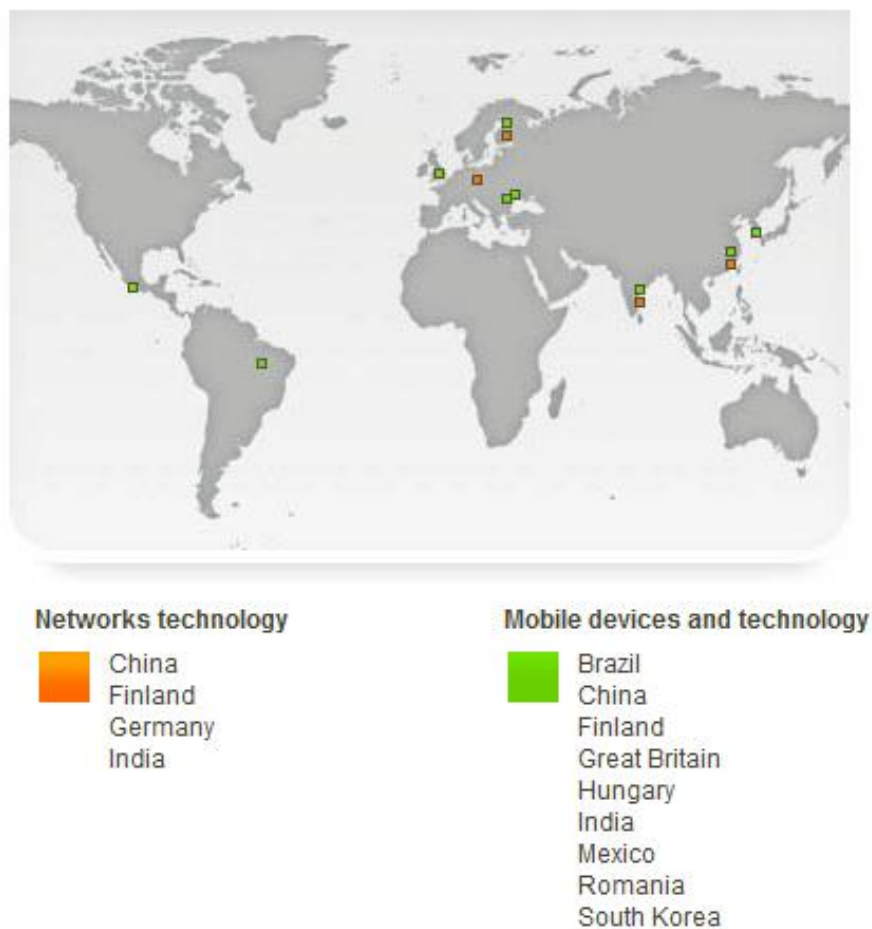 Networks technology
China
Finland
Germany
India
Mobile devices and technology
Brazil
China
Finland
Great Britain
Hungary
India
Mexico
Romania
South Korea